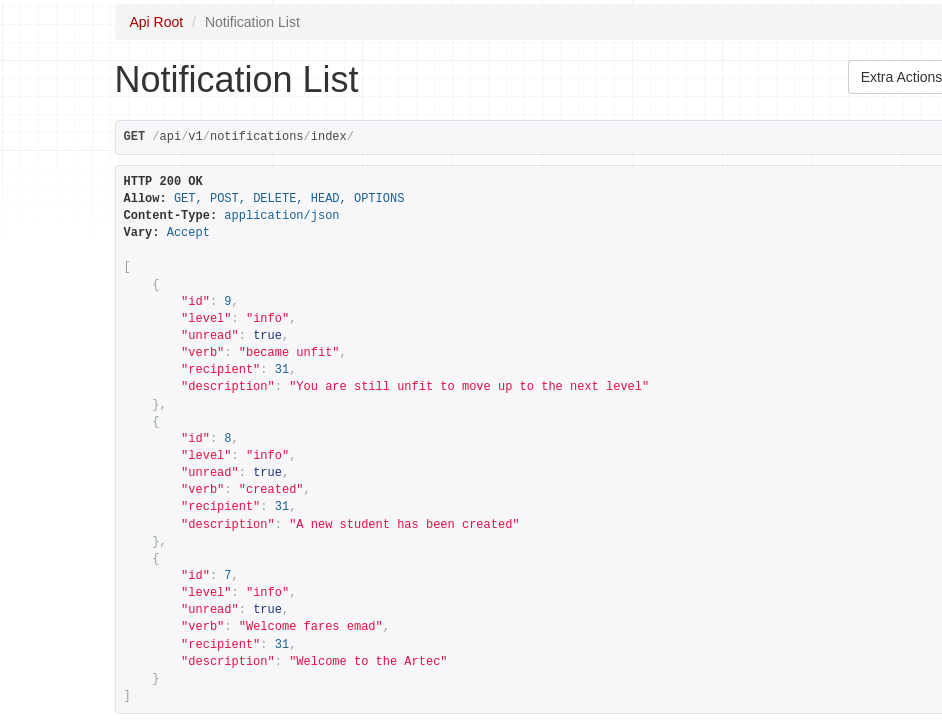 Api Root / Notification List
Notification List
Extra Actions
GET /api/v1/notifications/index/
HTTP 200 OK
Allow: GET, POST, DELETE, HEAD, OPTIONS
Content-Type: application/json
Vary: Accept
[
    {
        "id": 9,
        "level": "info",
        "unread": true,
        "verb": "became unfit",
        "recipient": 31,
        "description": "You are still unfit to move up to the next level"
    },
    {
        "id": 8,
        "level": "info",
        "unread": true,
        "verb": "created",
        "recipient": 31,
        "description": "A new student has been created"
    },
    {
        "id": 7,
        "level": "info",
        "unread": true,
        "verb": "Welcome fares emad",
        "recipient": 31,
        "description": "Welcome to the Artec"
    }
]